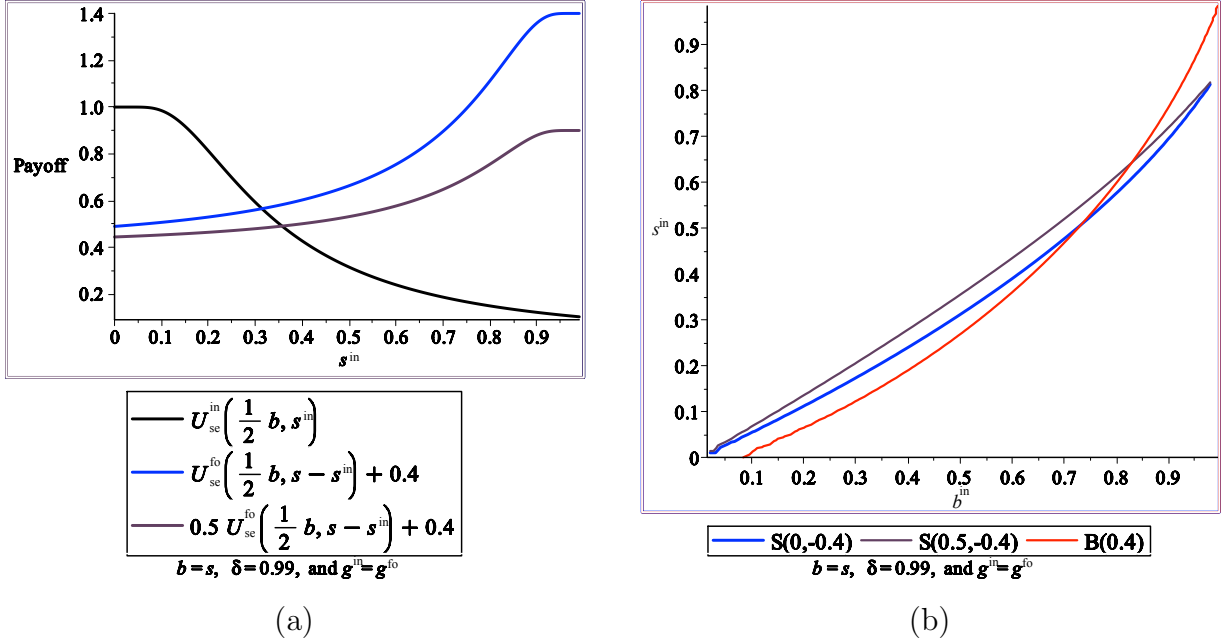 1.4
1.2
1.0
Payoff
0.6
0.4
0.2
0 0.1 0.2 0.3 0.4 0.5 0.6 0.7 0.8 0.9
s^in
U_se^in(1/2 b, s^in)
U_se^fo(1/2 b, s − s^in) + 0.4
0.5 U_se^fo(1/2 b, s − s^in) + 0.4
b = s, δ = 0.99, and g^in = g^fo
(a)
0.9
0.8
0.7
0.6
s^in 0.5
0.4
0.3
0.2
0.1
0
0.1 0.2 0.3 0.4 0.5 0.6 0.7 0.8 0.9
b^in
S(0,-0.4) S(0.5,-0.4) B(0.4)
b = s, δ = 0.99, and g^in = g^fo
(b)